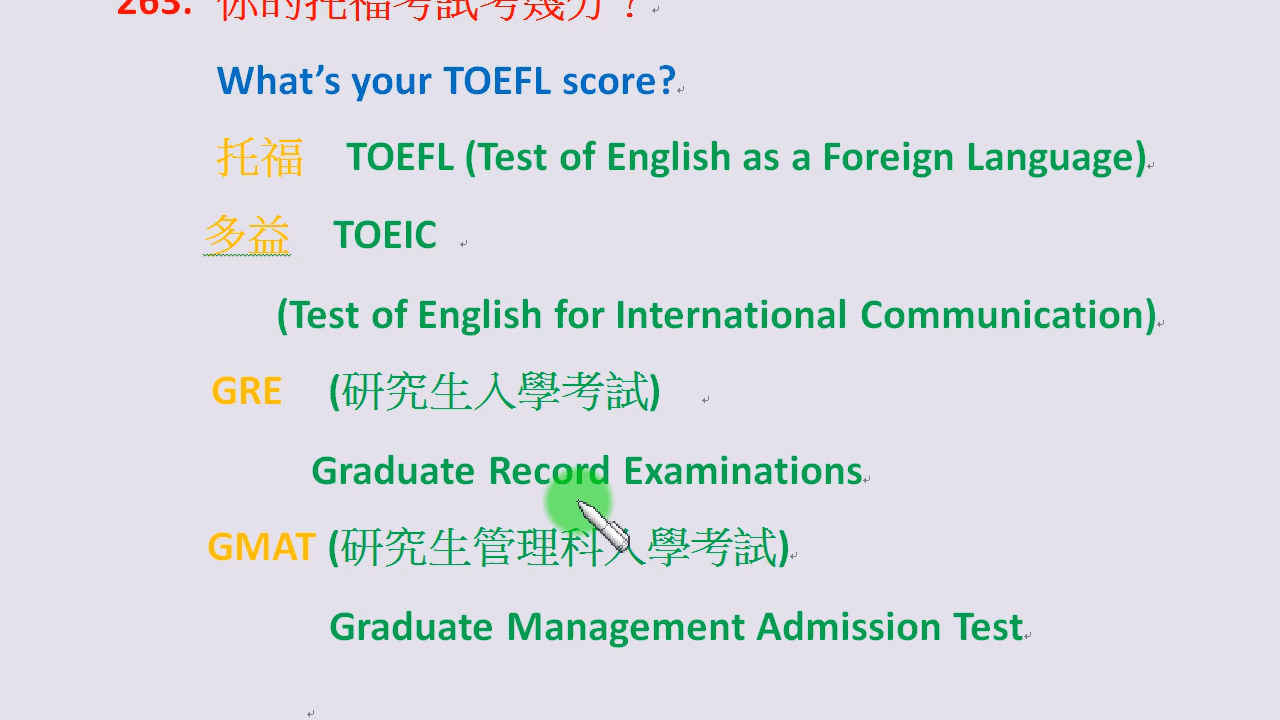 263. 你的托福考試考幾分？
What's your TOEFL score?
托福 TOEFL (Test of English as a Foreign Language)
多益 TOEIC
(Test of English for International Communication)
GRE (研究生入學考試)
Graduate Record Examinations
GMAT (研究生管理科入學考試)
Graduate Management Admission Test